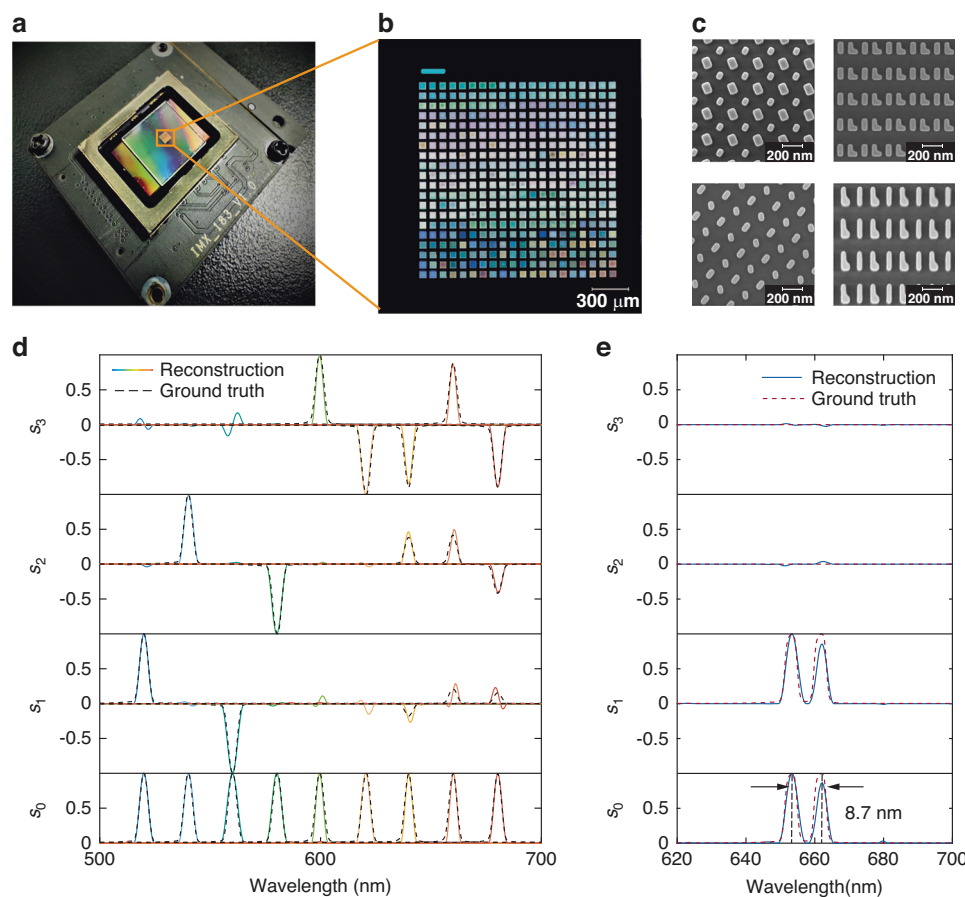 a
b
c
IMX_183_V
300 μm
200 nm
200 nm
200 nm
200 nm
d
Reconstruction
Ground truth
s3
0.5
0
-0.5
s2
0.5
0
-0.5
s1
0.5
0
-0.5
s0
0.5
0
500
600
700
Wavelength (nm)
e
Reconstruction
Ground truth
s3
0.5
0
-0.5
s2
0.5
0
-0.5
s1
0.5
0
-0.5
s0
0.5
0
8.7 nm
620
640
660
680
700
Wavelength(nm)